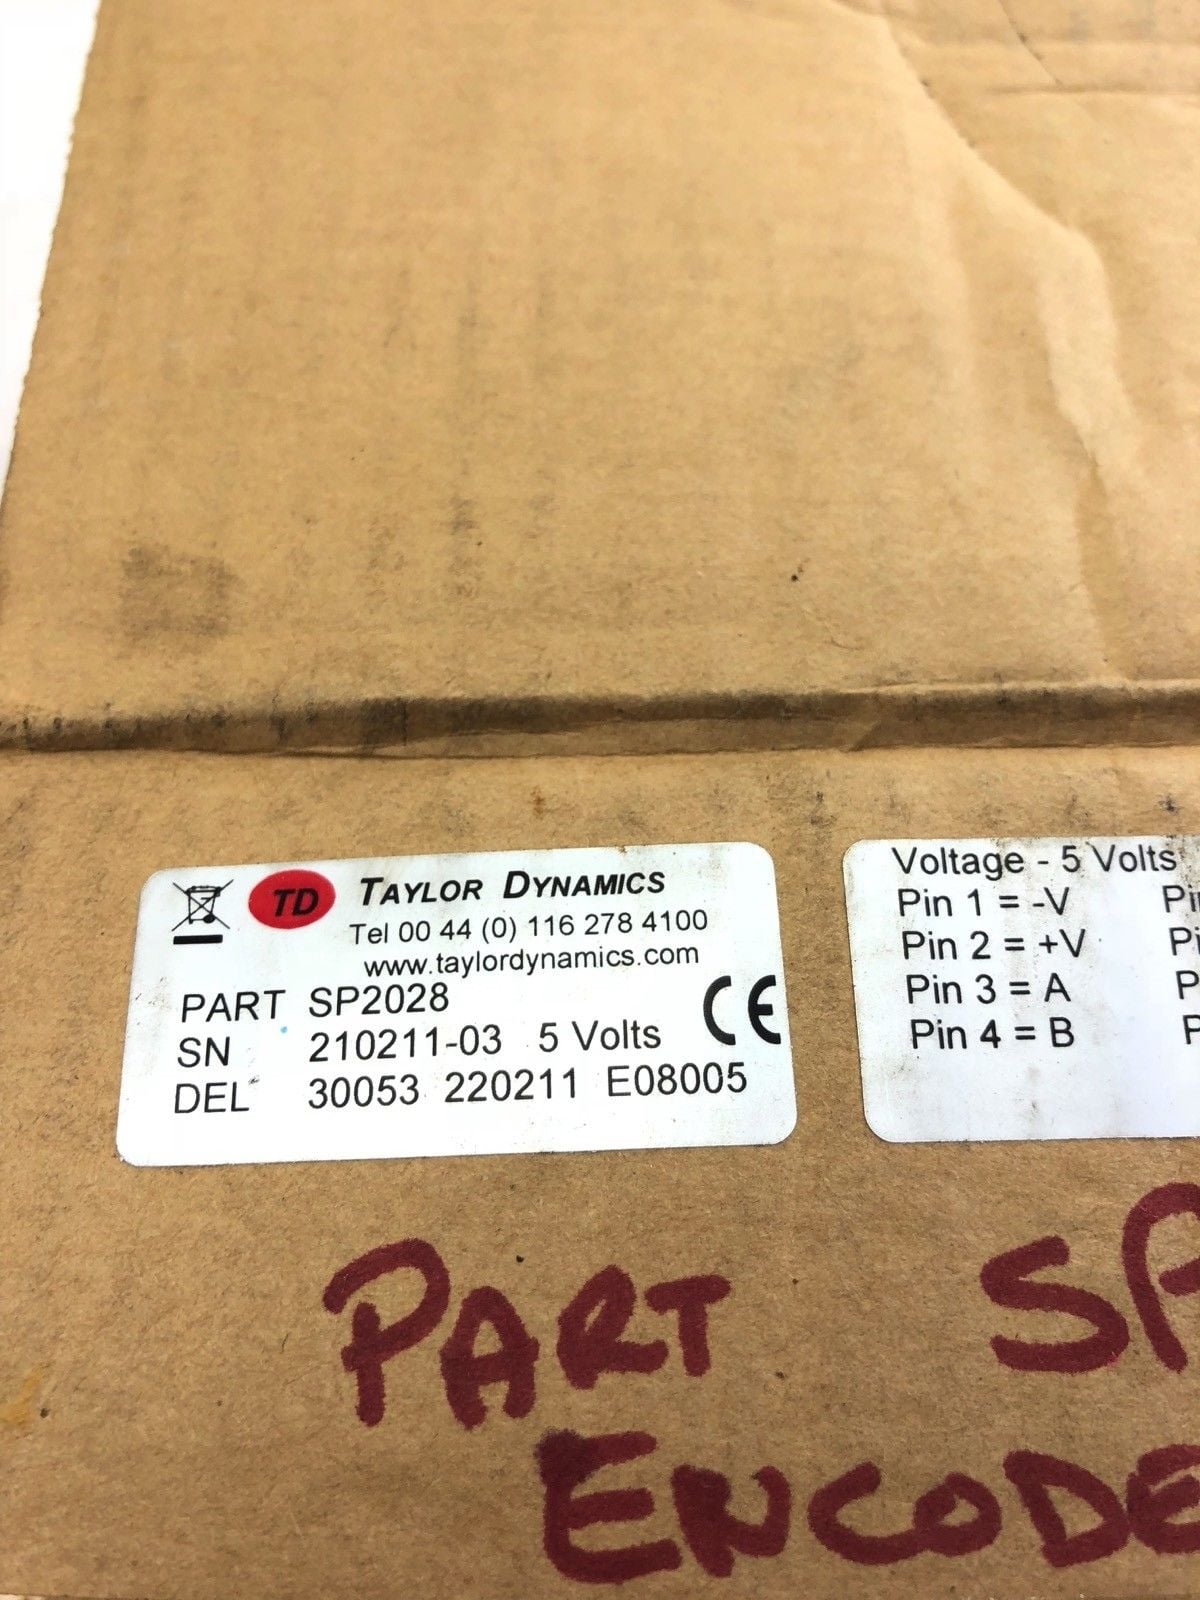 TD TAYLOR DYNAMICS
Tel 00 44 (0) 116 278 4100
www.taylordynamics.com
PART SP2028
SN 210211-03 5 Volts
DEL 30053 220211 E08005
CE
Voltage - 5 Volts
Pin 1 = -V
Pin 2 = +V
Pin 3 = A
Pin 4 = B
PART